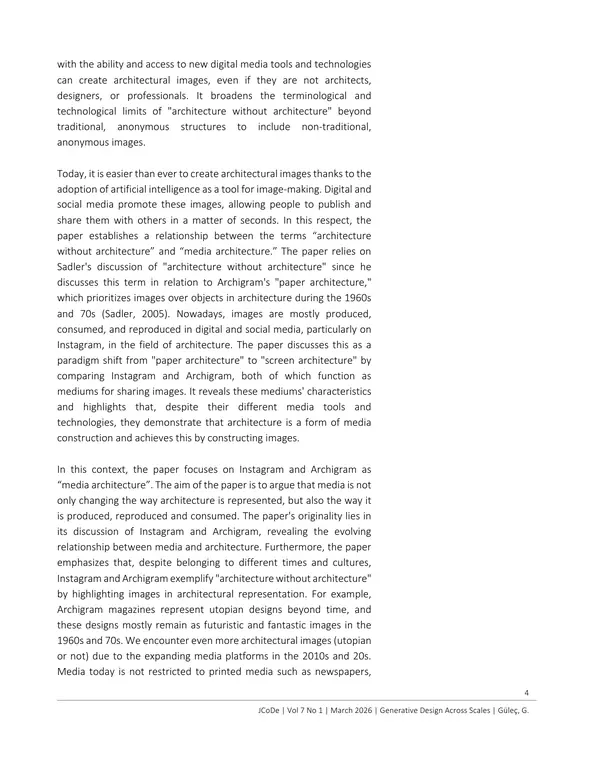 with the ability and access to new digital media tools and technologies
can create architectural images, even if they are not architects,
designers, or professionals. It broadens the terminological and
technological limits of "architecture without architecture" beyond
traditional, anonymous structures to include non-traditional,
anonymous images.
Today, it is easier than ever to create architectural images thanks to the
adoption of artificial intelligence as a tool for image-making. Digital and
social media promote these images, allowing people to publish and
share them with others in a matter of seconds. In this respect, the
paper establishes a relationship between the terms “architecture
without architecture” and “media architecture.” The paper relies on
Sadler's discussion of "architecture without architecture" since he
discusses this term in relation to Archigram's "paper architecture,"
which prioritizes images over objects in architecture during the 1960s
and 70s (Sadler, 2005). Nowadays, images are mostly produced,
consumed, and reproduced in digital and social media, particularly on
Instagram, in the field of architecture. The paper discusses this as a
paradigm shift from "paper architecture" to "screen architecture" by
comparing Instagram and Archigram, both of which function as
mediums for sharing images. It reveals these mediums' characteristics
and highlights that, despite their different media tools and
technologies, they demonstrate that architecture is a form of media
construction and achieves this by constructing images.
In this context, the paper focuses on Instagram and Archigram as
“media architecture”. The aim of the paper is to argue that media is not
only changing the way architecture is represented, but also the way it
is produced, reproduced and consumed. The paper's originality lies in
its discussion of Instagram and Archigram, revealing the evolving
relationship between media and architecture. Furthermore, the paper
emphasizes that, despite belonging to different times and cultures,
Instagram and Archigram exemplify "architecture without architecture"
by highlighting images in architectural representation. For example,
Archigram magazines represent utopian designs beyond time, and
these designs mostly remain as futuristic and fantastic images in the
1960s and 70s. We encounter even more architectural images (utopian
or not) due to the expanding media platforms in the 2010s and 20s.
Media today is not restricted to printed media such as newspapers,
4
JCoDe | Vol 7 No 1 | March 2026 | Generative Design Across Scales | Güleç, G.